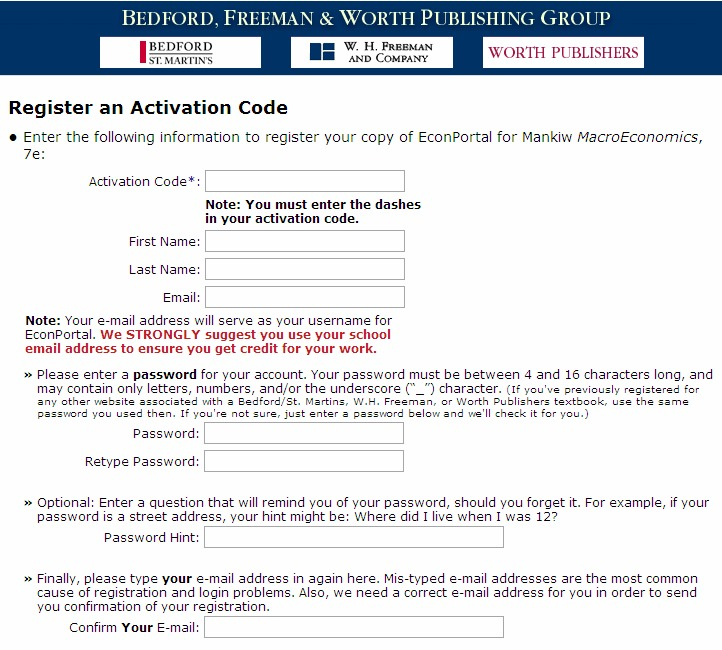 BEDFORD, FREEMAN & WORTH PUBLISHING GROUP
BEDFORD
ST. MARTIN'S
W. H. FREEMAN
AND COMPANY
WORTH PUBLISHERS
Register an Activation Code
● Enter the following information to register your copy of EconPortal for Mankiw MacroEconomics,
7e:
Activation Code*:
Note: You must enter the dashes
in your activation code.
First Name:
Last Name:
Email:
Note: Your e-mail address will serve as your username for
EconPortal. We STRONGLY suggest you use your school
email address to ensure you get credit for your work.
» Please enter a password for your account. Your password must be between 4 and 16 characters long, and
may contain only letters, numbers, and/or the underscore ("_") character. (If you've previously registered for
any other website associated with a Bedford/St. Martins, W.H. Freeman, or Worth Publishers textbook, use the same
password you used then. If you're not sure, just enter a password below and we'll check it for you.)
Password:
Retype Password:
» Optional: Enter a question that will remind you of your password, should you forget it. For example, if your
password is a street address, your hint might be: Where did I live when I was 12?
Password Hint:
» Finally, please type your e-mail address in again here. Mis-typed e-mail addresses are the most common
cause of registration and login problems. Also, we need a correct e-mail address for you in order to send
you confirmation of your registration.
Confirm Your E-mail: